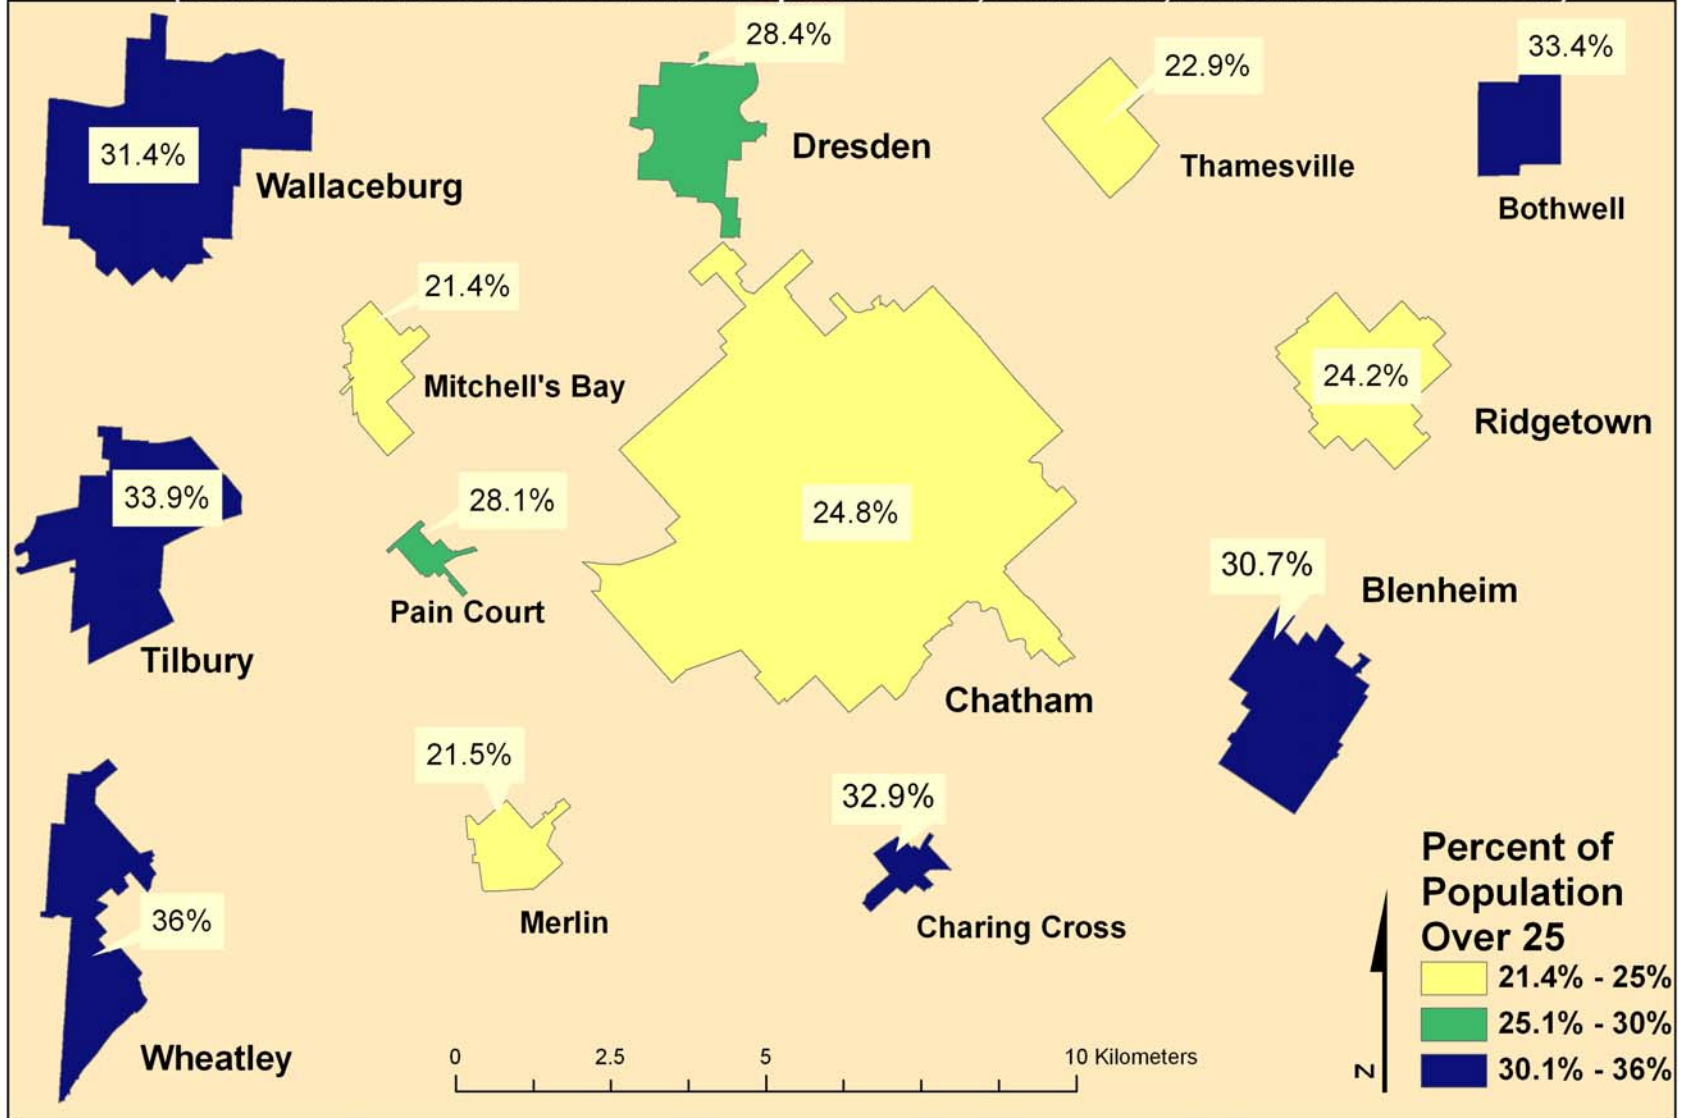 28.4%
33.4%
22.9%
31.4%
Dresden
Thamesville
Wallaceburg
Bothwell
21.4%
Mitchell's Bay
24.2%
Ridgetown
33.9%
28.1%
24.8%
30.7%
Blenheim
Pain Court
Tilbury
Chatham
21.5%
32.9%
36%
Merlin
Charing Cross
Wheatley
Percent of
Population
Over 25
21.4% - 25%
25.1% - 30%
30.1% - 36%
0 2.5 5 10 Kilometers
N